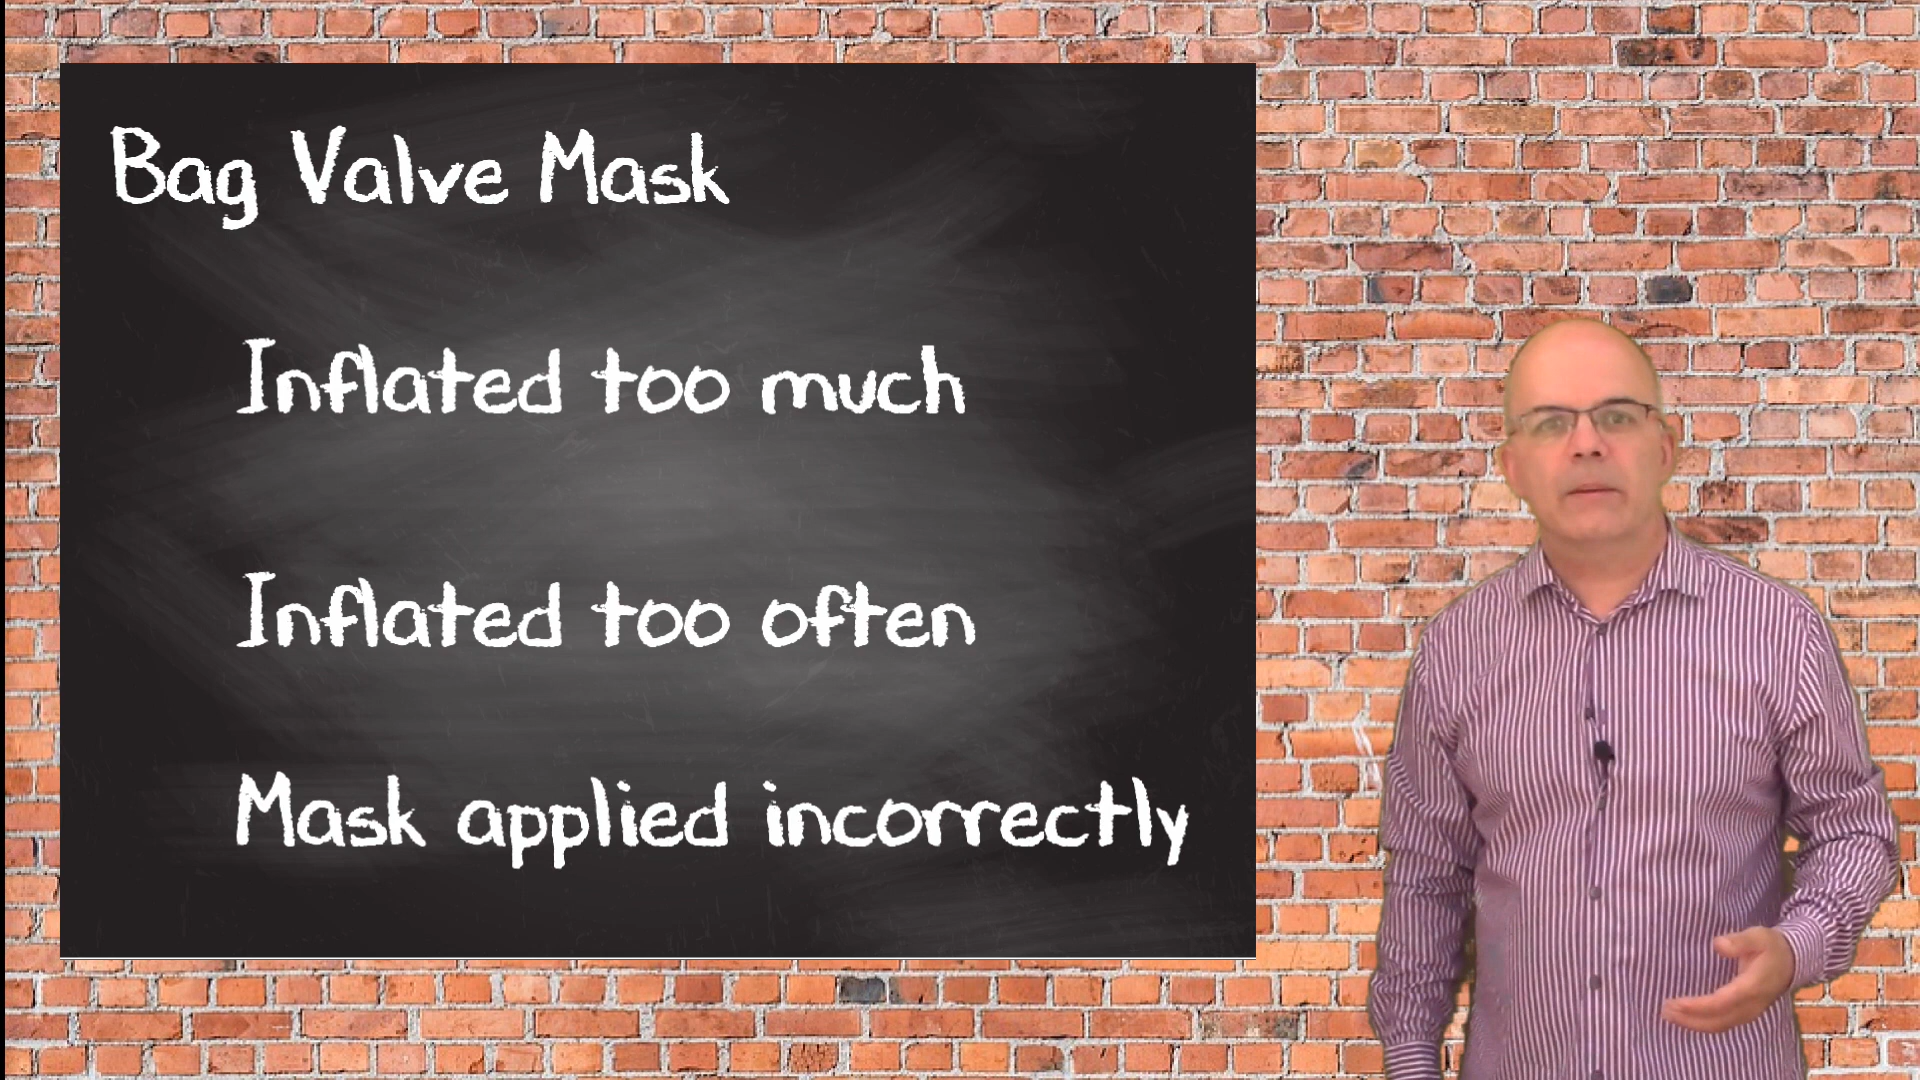 Bag Valve Mask
Inflated too much
Inflated too often
Mask applied incorrectly